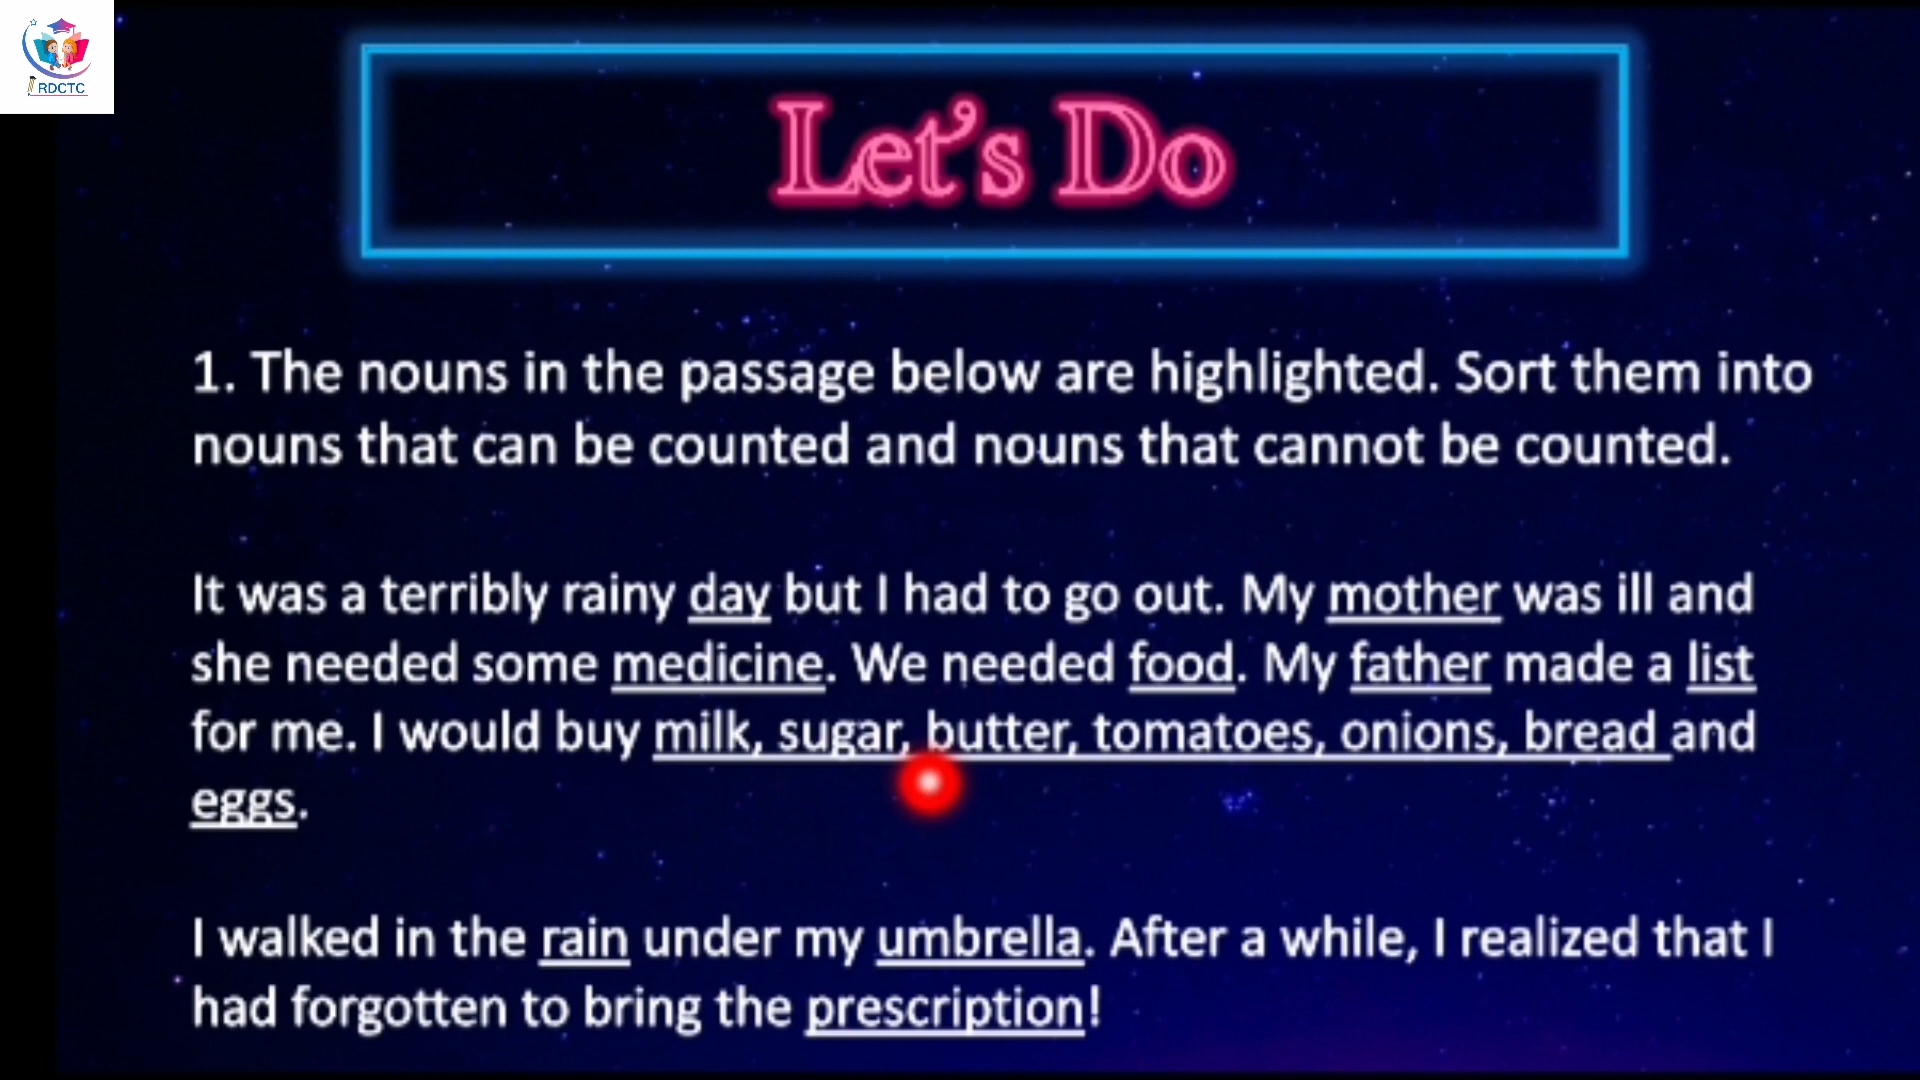 RDCTC
Let's Do
1. The nouns in the passage below are highlighted. Sort them into
nouns that can be counted and nouns that cannot be counted.
It was a terribly rainy day but I had to go out. My mother was ill and
she needed some medicine. We needed food. My father made a list
for me. I would buy milk, sugar, butter, tomatoes, onions, bread and
eggs.
I walked in the rain under my umbrella. After a while, I realized that I
had forgotten to bring the prescription!